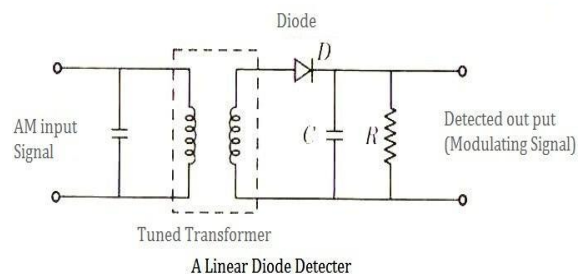 Diode
D
AM input
Signal
C
R
Detected out put
(Modulating Signal)
Tuned Transformer
A Linear Diode Detecter